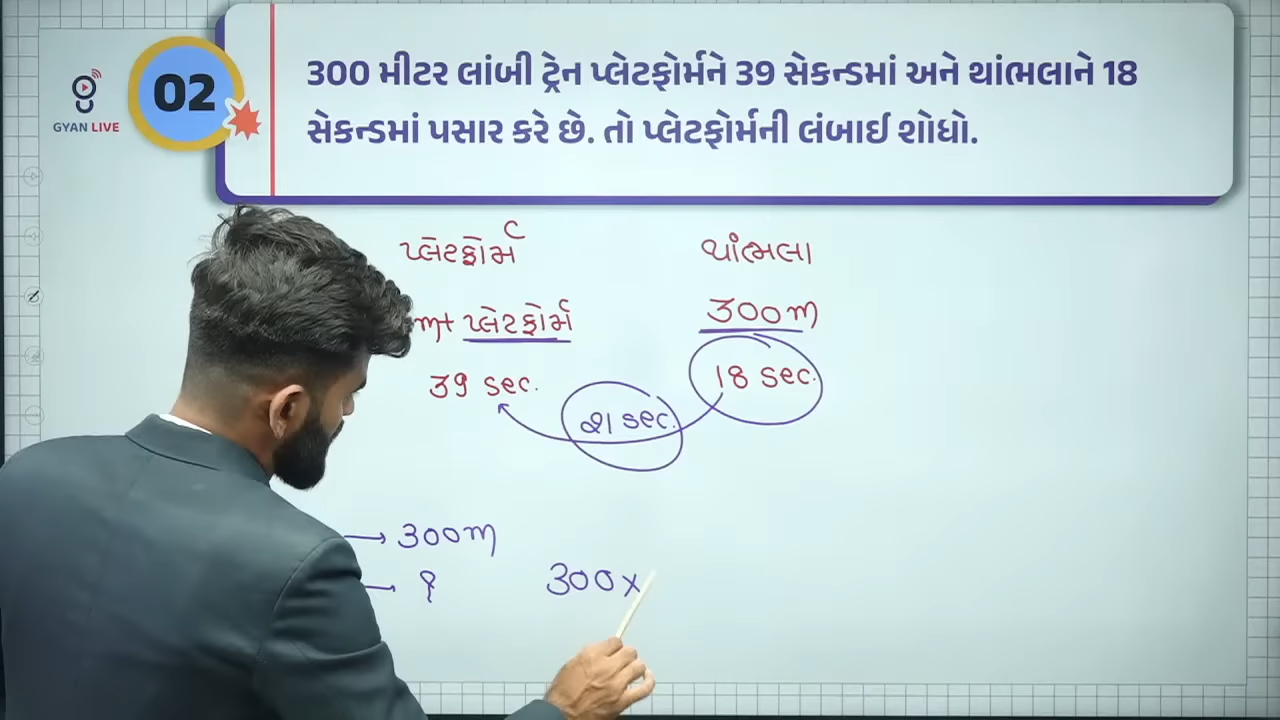 300 મીટર લાંબી ટ્રેન પ્લેટફોર્મને 39 સેકન્ડમાં અને થાંભલાને 18
02
સેકન્ડમાં પસાર કરે છે. તો પ્લેટફોર્મની લંબાઈ શોધો.
GYAN LIVE
પ્લેટફોર્મ થાંભલા
m+ પ્લેટફોર્મ 300m
39 sec. 18 sec.
21 sec.
→ 300m
→ ? 300×